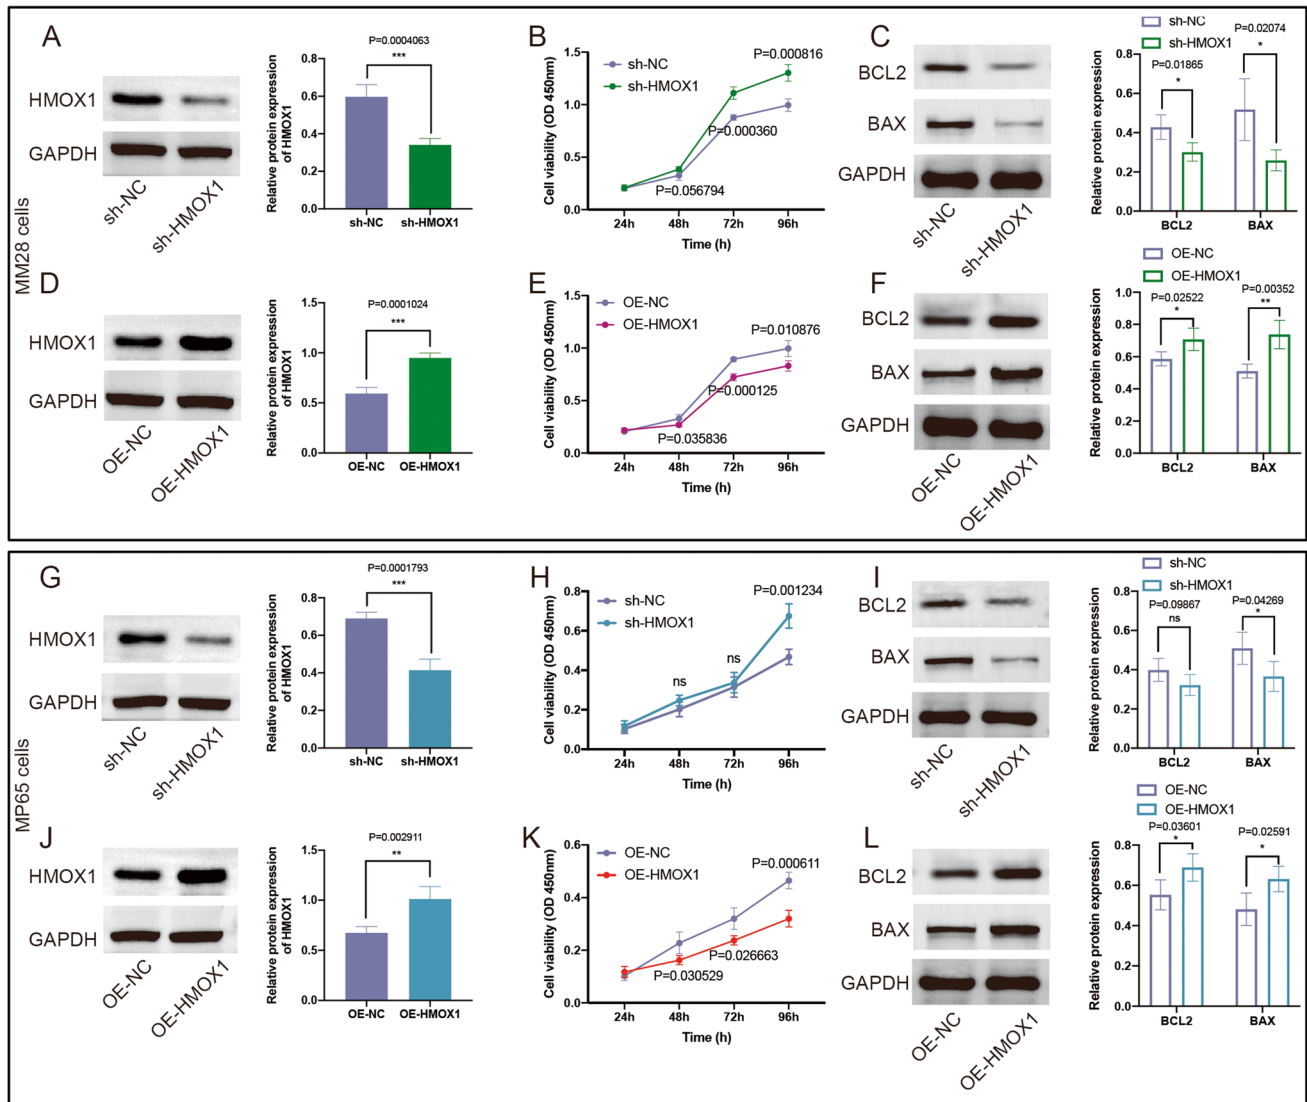 MM28 cells
A
HMOX1
GAPDH
sh-NC
sh-HMOX1
Relative protein expression
of HMOX1
P=0.0004063
***
0.8
0.6
0.4
0.2
0.0
sh-NC sh-HMOX1
B
Cell viability (OD 450nm)
1.5
1.0
0.5
0.0
sh-NC
sh-HMOX1
P=0.000816
P=0.000360
P=0.056794
24h 48h 72h 96h
Time (h)
C
BCL2
BAX
GAPDH
sh-NC
sh-HMOX1
sh-NC
sh-HMOX1
P=0.02074
*
P=0.01865
*
Relative protein expression
0.8
0.6
0.4
0.2
0.0
BCL2 BAX
D
HMOX1
GAPDH
OE-NC
OE-HMOX1
Relative protein expression
of HMOX1
P=0.0001024
***
1.5
1.0
0.5
0.0
OE-NC OE-HMOX1
E
Cell viability (OD 450nm)
1.5
1.0
0.5
0.0
OE-NC
OE-HMOX1
P=0.010876
P=0.000125
P=0.035836
24h 48h 72h 96h
Time (h)
F
BCL2
BAX
GAPDH
OE-NC
OE-HMOX1
OE-NC
OE-HMOX1
P=0.00352
**
P=0.02522
*
Relative protein expression
1.0
0.8
0.6
0.4
0.2
0.0
BCL2 BAX
MP65 cells
G
HMOX1
GAPDH
sh-NC
sh-HMOX1
Relative protein expression
of HMOX1
P=0.0001793
***
0.8
0.6
0.4
0.2
0.0
sh-NC sh-HMOX1
H
Cell viability (OD 450nm)
0.8
0.6
0.4
0.2
0.0
sh-NC
sh-HMOX1
P=0.001234
ns
ns
24h 48h 72h 96h
Time (h)
I
BCL2
BAX
GAPDH
sh-NC
sh-HMOX1
sh-NC
sh-HMOX1
P=0.09867
ns
P=0.04269
*
Relative protein expression
0.8
0.6
0.4
0.2
0.0
BCL2 BAX
J
HMOX1
GAPDH
OE-NC
OE-HMOX1
Relative protein expression
of HMOX1
P=0.002911
**
1.5
1.0
0.5
0.0
OE-NC OE-HMOX1
K
Cell viability (OD 450nm)
0.6
0.4
0.2
0.0
OE-NC
OE-HMOX1
P=0.000611
P=0.026663
P=0.030529
24h 48h 72h 96h
Time (h)
L
BCL2
BAX
GAPDH
OE-NC
OE-HMOX1
OE-NC
OE-HMOX1
P=0.03601
*
P=0.02591
*
Relative protein expression
0.8
0.6
0.4
0.2
0.0
BCL2 BAX